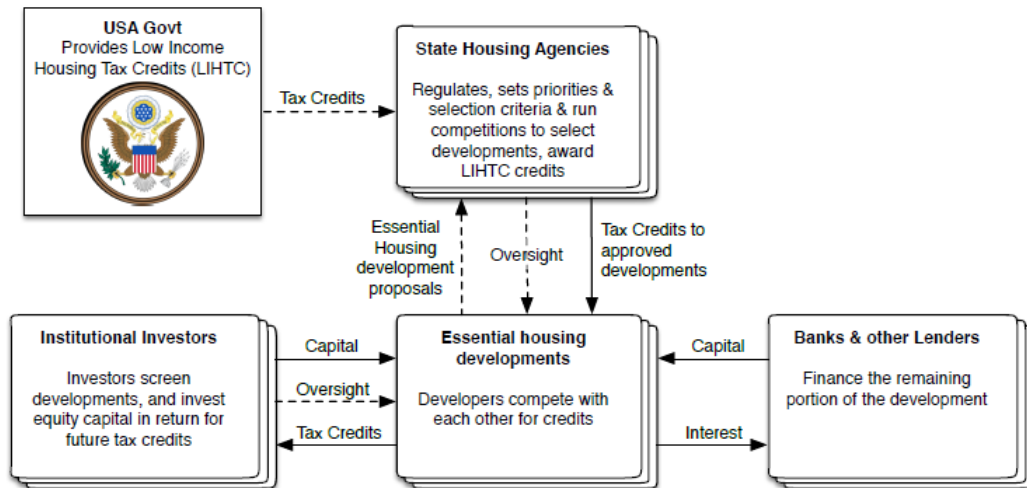 USA Govt
Provides Low Income
Housing Tax Credits (LIHTC)
Tax Credits
State Housing Agencies
Regulates, sets priorities &
selection criteria & run
competitions to select
developments, award
LIHTC credits
Essential
Housing
development
proposals
Oversight
Tax Credits to
approved
developments
Institutional Investors
Investors screen
developments, and invest
equity capital in return for
future tax credits
Capital
Oversight
Tax Credits
Essential housing
developments
Developers compete with
each other for credits
Capital
Interest
Banks & other Lenders
Finance the remaining
portion of the development